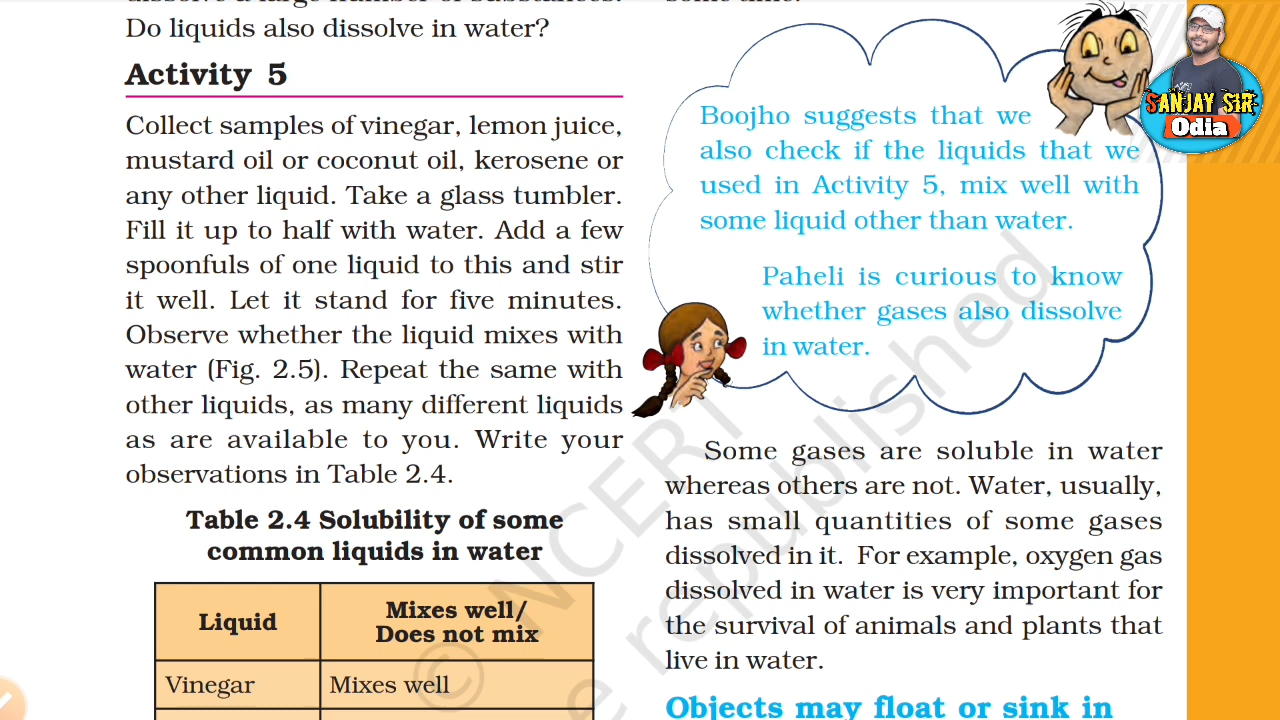 Do liquids also dissolve in water?
Activity 5
Collect samples of vinegar, lemon juice,
mustard oil or coconut oil, kerosene or
any other liquid. Take a glass tumbler.
Fill it up to half with water. Add a few
spoonfuls of one liquid to this and stir
it well. Let it stand for five minutes.
Observe whether the liquid mixes with
water (Fig. 2.5). Repeat the same with
other liquids, as many different liquids
as are available to you. Write your
observations in Table 2.4.
Table 2.4 Solubility of some
common liquids in water
Liquid
Mixes well/
Does not mix
Vinegar
Mixes well
Boojho suggests that we
also check if the liquids that we
used in Activity 5, mix well with
some liquid other than water.
Paheli is curious to know
whether gases also dissolve
in water.
Some gases are soluble in water
whereas others are not. Water, usually,
has small quantities of some gases
dissolved in it. For example, oxygen gas
dissolved in water is very important for
the survival of animals and plants that
live in water.
Objects may float or sink in
SANJAY SIR
Odia
© NCERT
be republished